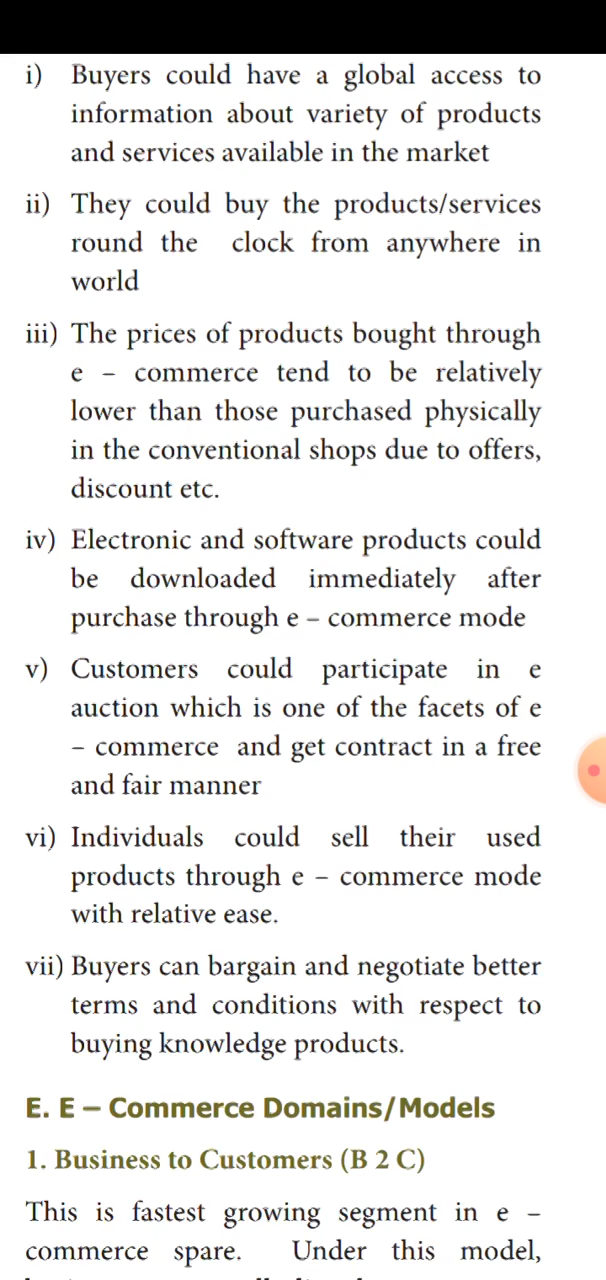 i) Buyers could have a global access to
information about variety of products
and services available in the market
ii) They could buy the products/services
round the clock from anywhere in
world
iii) The prices of products bought through
e – commerce tend to be relatively
lower than those purchased physically
in the conventional shops due to offers,
discount etc.
iv) Electronic and software products could
be downloaded immediately after
purchase through e – commerce mode
v) Customers could participate in e
auction which is one of the facets of e
– commerce and get contract in a free
and fair manner
vi) Individuals could sell their used
products through e – commerce mode
with relative ease.
vii) Buyers can bargain and negotiate better
terms and conditions with respect to
buying knowledge products.
E. E – Commerce Domains/Models
1. Business to Customers (B 2 C)
This is fastest growing segment in e –
commerce spare. Under this model,